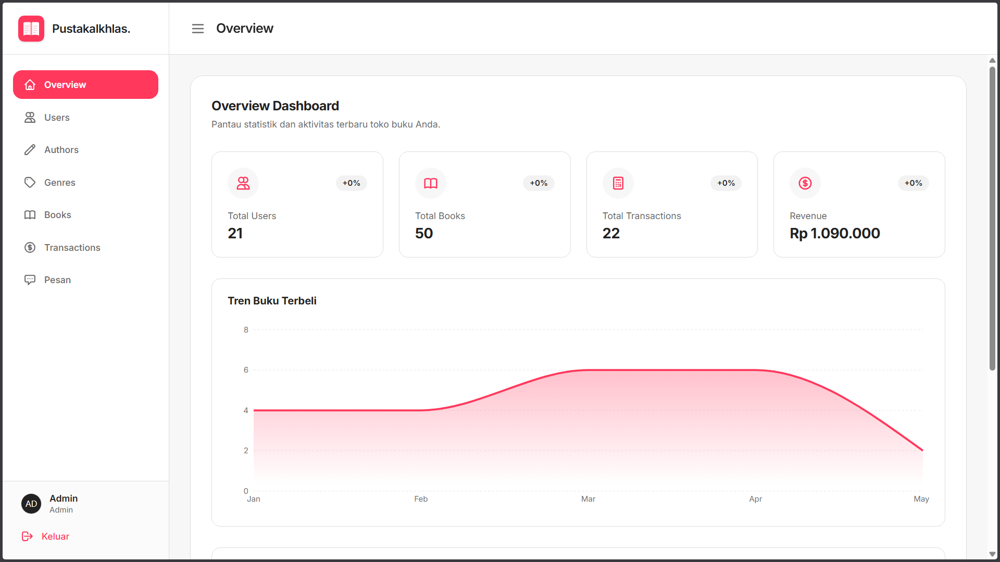 PustakaIkhlas.
Overview
Overview
Users
Authors
Genres
Books
Transactions
Pesan
AD
Admin
Admin
Keluar
Overview Dashboard
Pantau statistik dan aktivitas terbaru toko buku Anda.
+0%
Total Users
21
+0%
Total Books
50
+0%
Total Transactions
22
+0%
Revenue
Rp 1.090.000
Tren Buku Terbeli
8
6
4
2
0
Jan Feb Mar Apr May